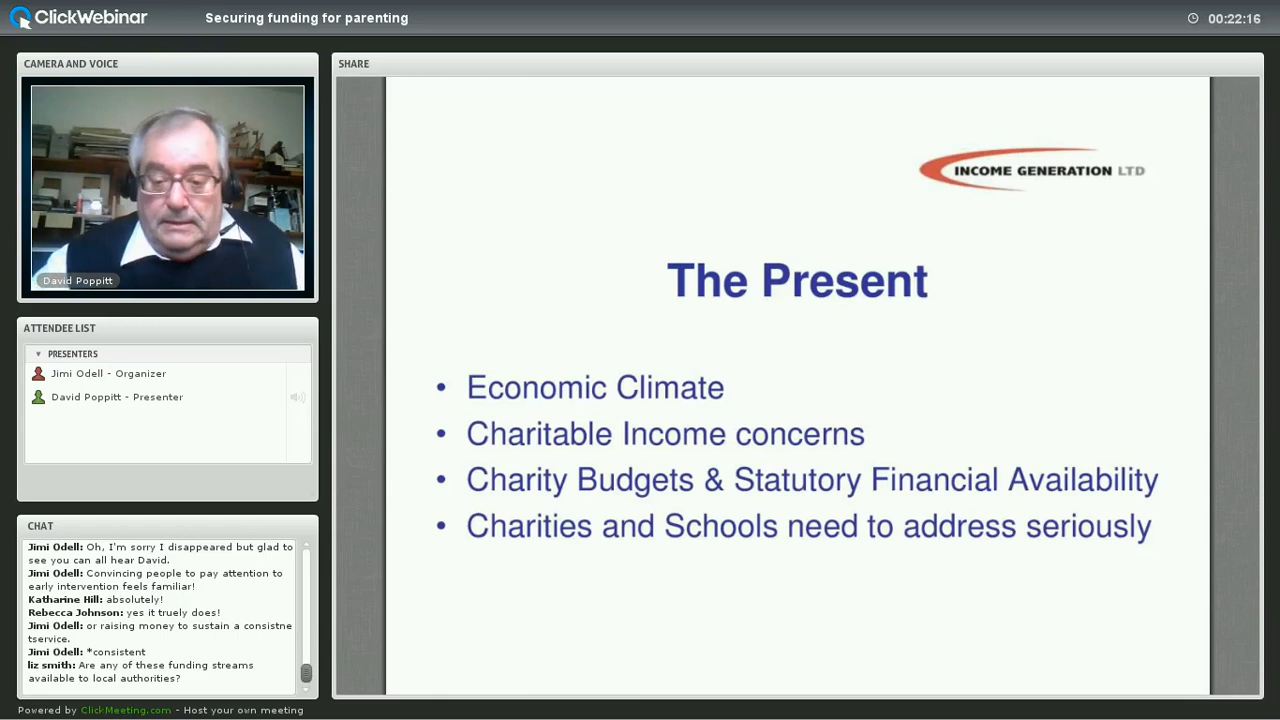 ClickWebinar
Securing funding for parenting
00:22:16
CAMERA AND VOICE
David Poppitt
ATTENDEE LIST
PRESENTERS
Jimi Odell - Organizer
David Poppitt - Presenter
CHAT
Jimi Odell: Oh, I'm sorry I disappeared but glad to
see you can all hear David.
Jimi Odell: Convincing people to pay attention to
early intervention feels familiar!
Katharine Hill: absolutely!
Rebecca Johnson: yes it truely does!
Jimi Odell: or raising money to sustain a consistne
tservice.
Jimi Odell: *consistent
liz smith: Are any of these funding streams
available to local authorities?
SHARE
INCOME GENERATION LTD
The Present
• Economic Climate
• Charitable Income concerns
• Charity Budgets & Statutory Financial Availability
• Charities and Schools need to address seriously
Powered by ClickMeeting.com - Host your own meeting